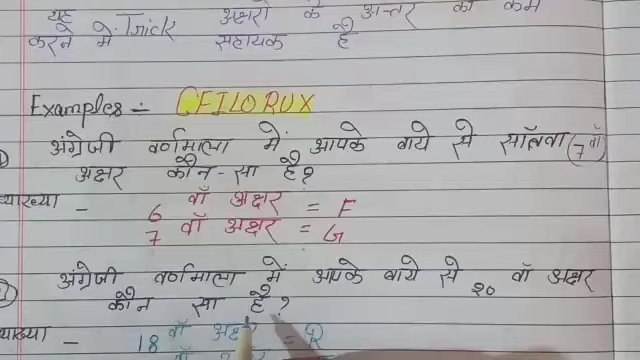 यह अक्षरों के अन्तर को कम
करने मे Trick सहायक है
Examples :- CFILORUX
अंग्रेजी वर्णमाला में आपके बाये से सॉतवा (7 वॉ)
अक्षर कौन - सा है?
व्याख्या - 6 वॉ अक्षर = F
7 वॉ अक्षर = G
अंग्रेजी वर्णमाला में आपके बाये से २० वॉ अक्षर
कौन सा है?
व्याख्या - 18 वॉ अक्षर = R